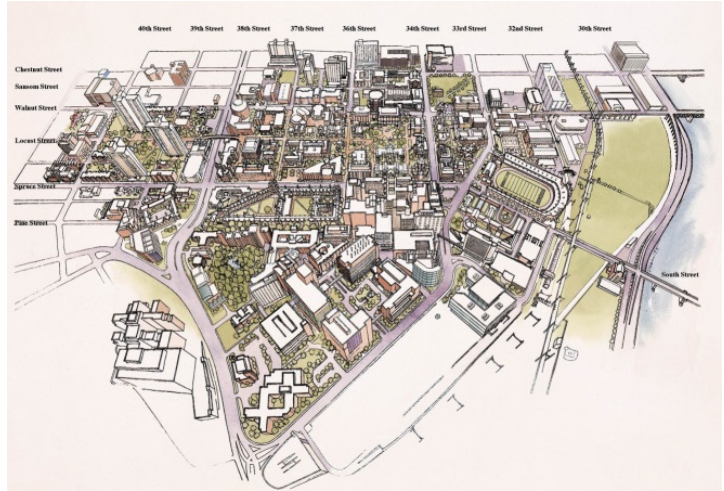 40th Street
39th Street
38th Street
37th Street
36th Street
34th Street
33rd Street
32nd Street
30th Street
Chestnut Street
Sansom Street
Walnut Street
Locust Street
Spruce Street
Pine Street
South Street